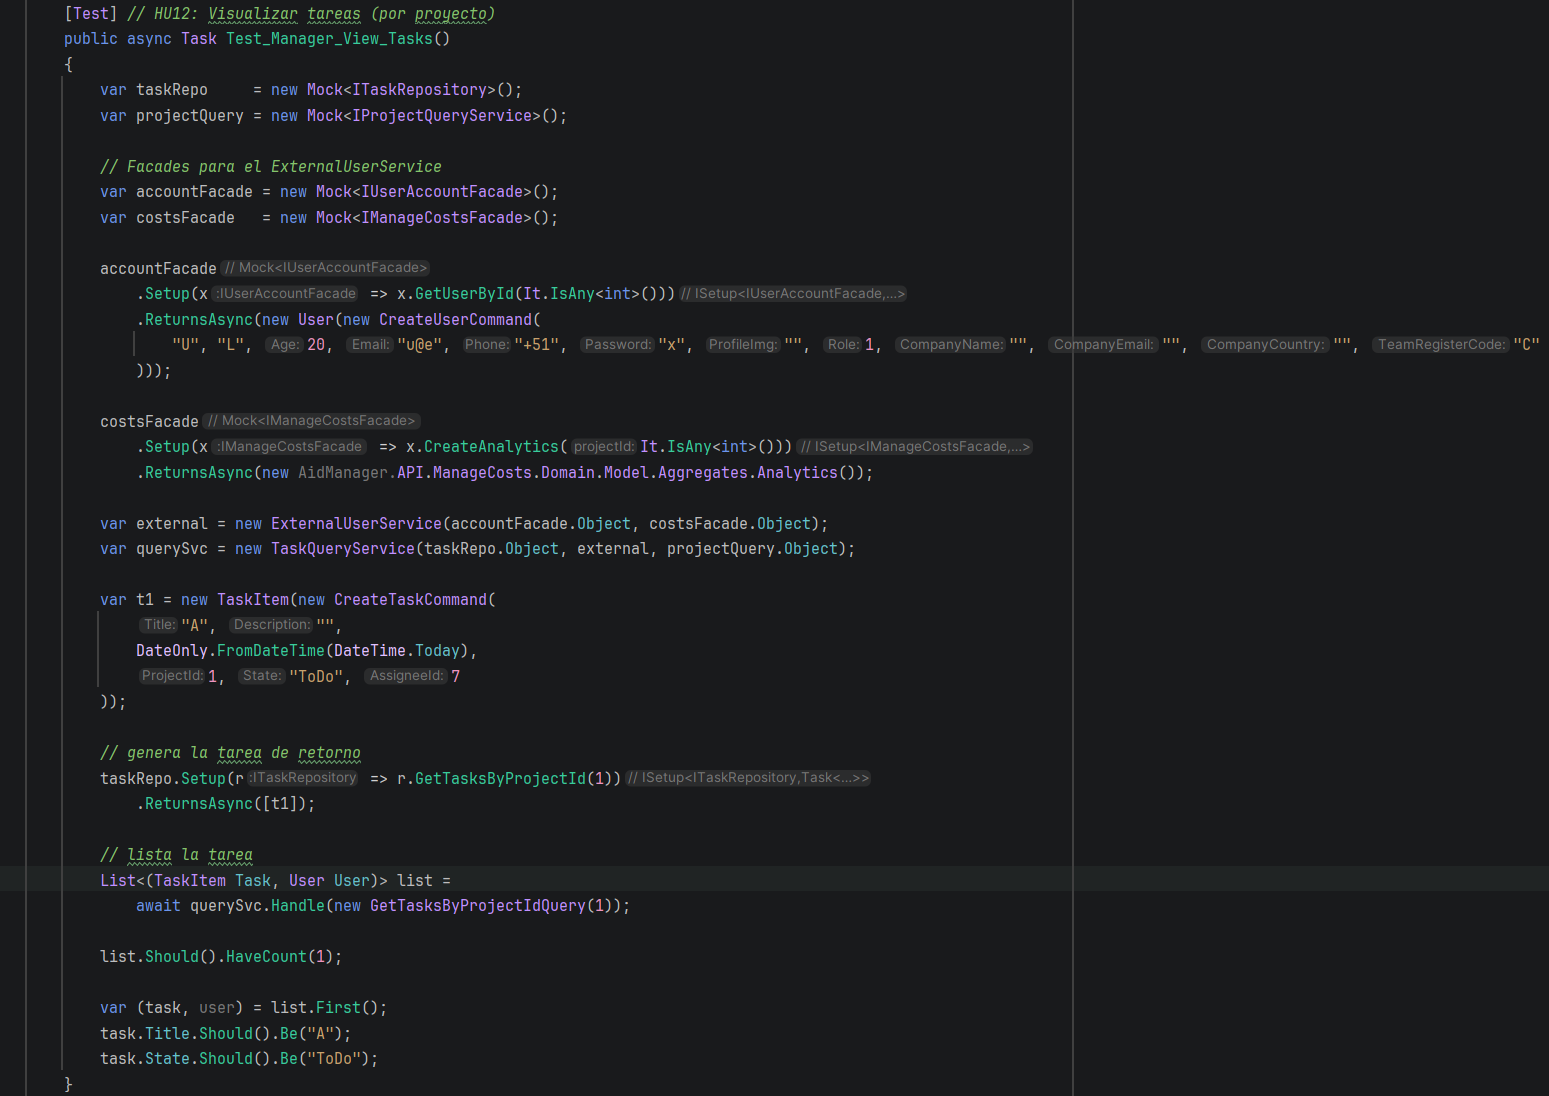 [Test] // HU12: Visualizar tareas (por proyecto)
public async Task Test_Manager_View_Tasks()
{
var taskRepo     = new Mock<ITaskRepository>();
var projectQuery = new Mock<IProjectQueryService>();
// Facades para el ExternalUserService
var accountFacade = new Mock<IUserAccountFacade>();
var costsFacade   = new Mock<IManageCostsFacade>();
accountFacade // Mock<IUserAccountFacade>
.Setup(x :IUserAccountFacade => x.GetUserById(It.IsAny<int>())) // ISetup<IUserAccountFacade,...>
.ReturnsAsync(new User(new CreateUserCommand(
"U", "L", Age: 20, Email: "u@e", Phone: "+51", Password: "x", ProfileImg: "", Role: 1, CompanyName: "", CompanyEmail: "", CompanyCountry: "", TeamRegisterCode: "C"
)));
costsFacade // Mock<IManageCostsFacade>
.Setup(x :IManageCostsFacade => x.CreateAnalytics( projectId: It.IsAny<int>())) // ISetup<IManageCostsFacade,...>
.ReturnsAsync(new AidManager.API.ManageCosts.Domain.Model.Aggregates.Analytics());
var external = new ExternalUserService(accountFacade.Object, costsFacade.Object);
var querySvc = new TaskQueryService(taskRepo.Object, external, projectQuery.Object);
var t1 = new TaskItem(new CreateTaskCommand(
Title: "A", Description: "",
DateOnly.FromDateTime(DateTime.Today),
ProjectId: 1, State: "ToDo", AssigneeId: 7
));
// genera la tarea de retorno
taskRepo.Setup(r :ITaskRepository => r.GetTasksByProjectId(1)) // ISetup<ITaskRepository,Task<...>>
.ReturnsAsync([t1]);
// lista la tarea
List<(TaskItem Task, User User)> list =
await querySvc.Handle(new GetTasksByProjectIdQuery(1));
list.Should().HaveCount(1);
var (task, user) = list.First();
task.Title.Should().Be("A");
task.State.Should().Be("ToDo");
}